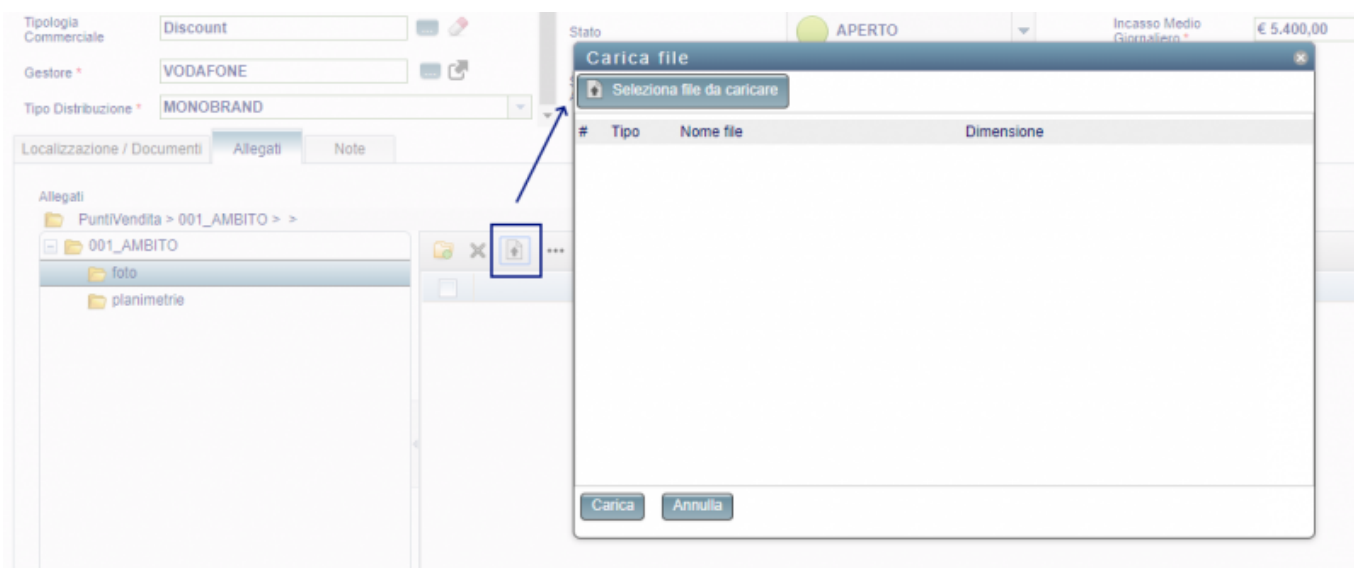 Tipologia Commerciale
Discount
Gestore *
VODAFONE
Tipo Distribuzione *
MONOBRAND
Stato
APERTO
Incasso Medio Giornaliero *
€ 5.400,00
Localizzazione / Documenti
Allegati
Note
Allegati
PuntiVendita > 001_AMBITO > >
001_AMBITO
foto
planimetrie
Carica file
Seleziona file da caricare
# Tipo Nome file Dimensione
Carica
Annulla